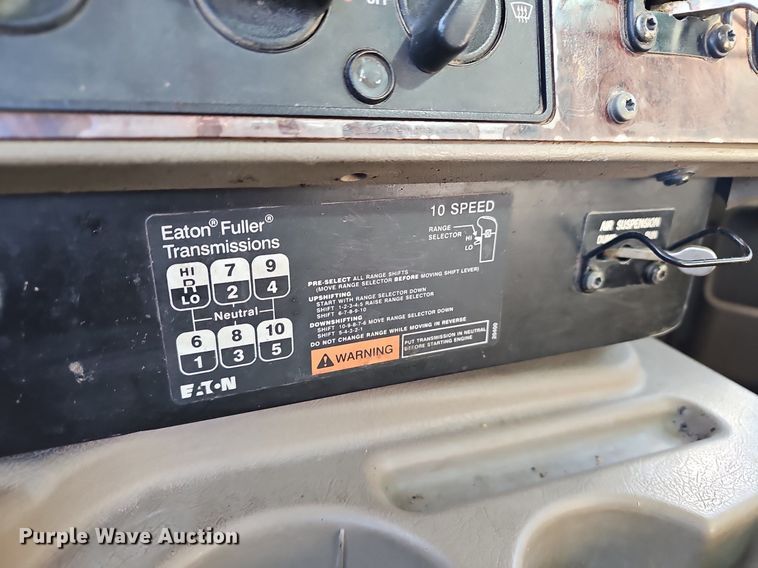 OFF
Eaton® Fuller® 10 SPEED
Transmissions
RANGE
SELECTOR
HI
LO
HI 7 9
R
LO 2 4
Neutral
6 8 10
1 3 5
PRE-SELECT ALL RANGE SHIFTS
(MOVE RANGE SELECTOR BEFORE MOVING SHIFT LEVER)
UPSHIFTING
START WITH RANGE SELECTOR DOWN
SHIFT 1-2-3-4-5 RAISE RANGE SELECTOR
SHIFT 6-7-8-9-10
DOWNSHIFTING
SHIFT 10-9-8-7-6 MOVE RANGE SELECTOR DOWN
SHIFT 5-4-3-2-1
DO NOT CHANGE RANGE WHILE MOVING IN REVERSE
WARNING
PUT TRANSMISSION IN NEUTRAL
BEFORE STARTING ENGINE
EATON
AIR SUSPENSION
Purple Wave Auction